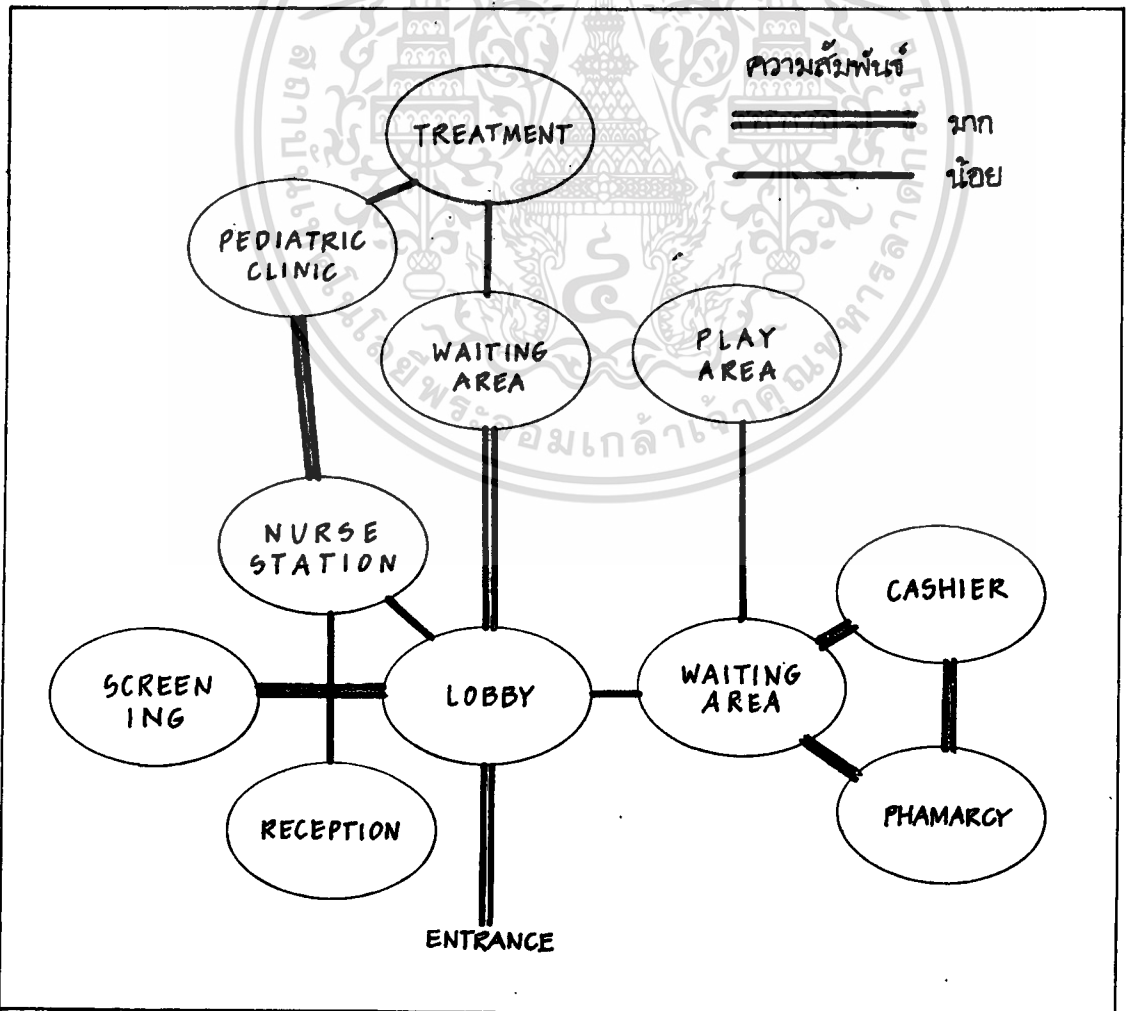 ความสัมพันธ์
มาก
น้อย
TREATMENT
PEDIATRIC
CLINIC
WAITING
AREA
PLAY
AREA
NURSE
STATION
CASHIER
SCREEN
ING
LOBBY
WAITING
AREA
RECEPTION
PHAMARCY
ENTRANCE